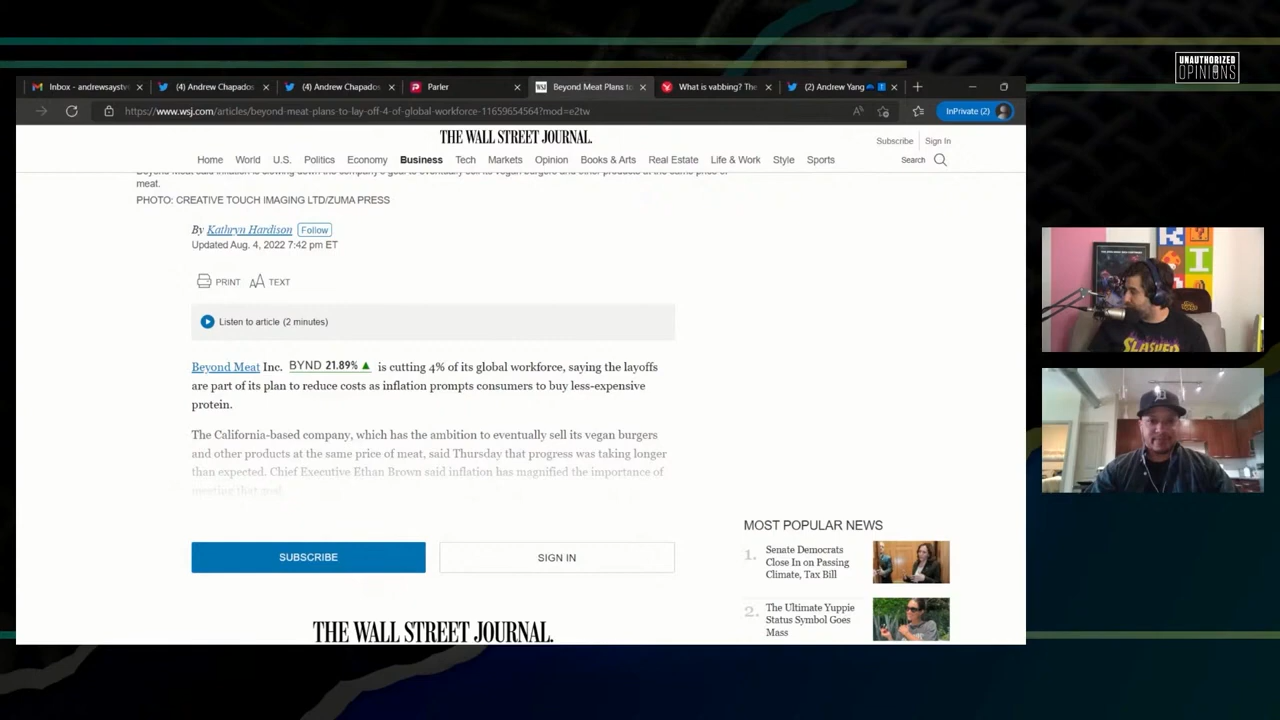 UNAUTHORIZED
OPINIONS
Inbox - andrewsaystv
(4) Andrew Chapados
(4) Andrew Chapados
Parler
Beyond Meat Plans to
What is vabbing? The
(2) Andrew Yang
https://www.wsj.com/articles/beyond-meat-plans-to-lay-off-4-of-global-workforce-11659654564?mod=e2tw
InPrivate (2)
THE WALL STREET JOURNAL.
Subscribe
Sign In
Home World U.S. Politics Economy Business Tech Markets Opinion Books & Arts Real Estate Life & Work Style Sports
Search
Beyond Meat said inflation is slowing down the company's goal to eventually sell its vegan burgers and other products at the same price of
meat.
PHOTO: CREATIVE TOUCH IMAGING LTD/ZUMA PRESS
By Kathryn Hardison Follow
Updated Aug. 4, 2022 7:42 pm ET
PRINT AA TEXT
Listen to article (2 minutes)
Beyond Meat Inc. BYND 21.89% ▲ is cutting 4% of its global workforce, saying the layoffs
are part of its plan to reduce costs as inflation prompts consumers to buy less-expensive
protein.
The California-based company, which has the ambition to eventually sell its vegan burgers
and other products at the same price of meat, said Thursday that progress was taking longer
than expected. Chief Executive Ethan Brown said inflation has magnified the importance of
meeting that goal.
SUBSCRIBE
SIGN IN
THE WALL STREET JOURNAL.
MOST POPULAR NEWS
1. Senate Democrats
Close In on Passing
Climate, Tax Bill
2. The Ultimate Yuppie
Status Symbol Goes
Mass
SLASHER